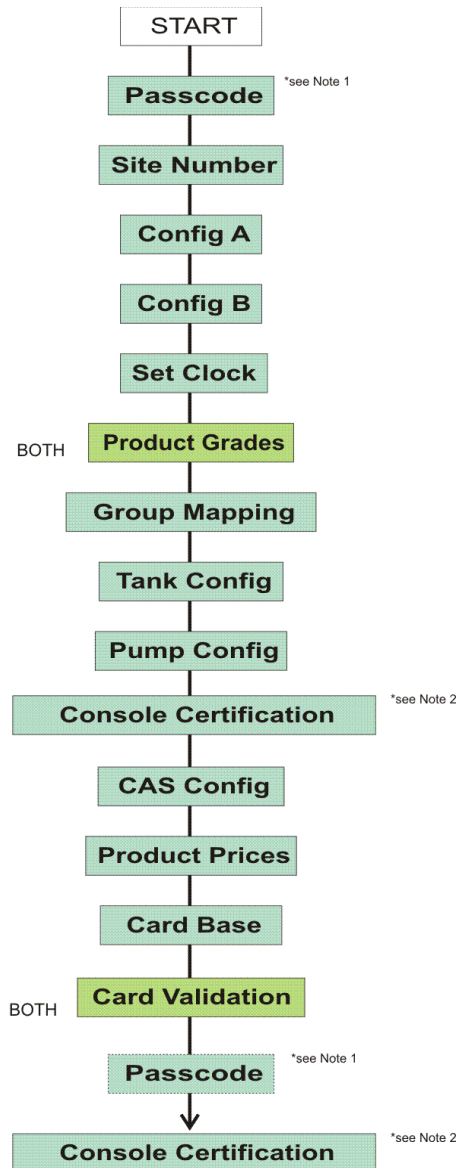 START
Passcode *see Note 1
Site Number
Config A
Config B
Set Clock
BOTH Product Grades
Group Mapping
Tank Config
Pump Config
Console Certification *see Note 2
CAS Config
Product Prices
Card Base
BOTH Card Validation
Passcode *see Note 1
Console Certification *see Note 2